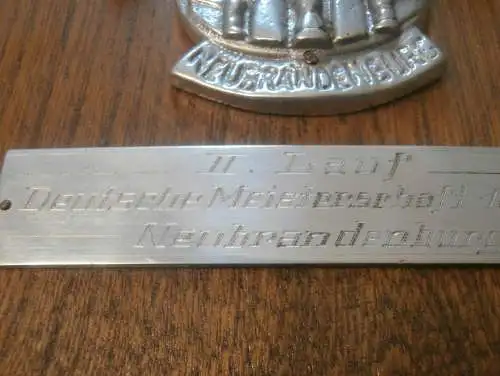 NEUBRANDENBURG
II. Lauf
Deutsche-Meisterschaft
Neubrandenburg